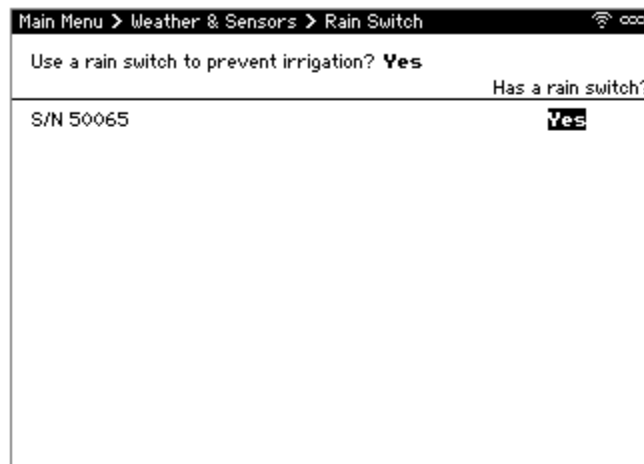 Main Menu > Weather & Sensors > Rain Switch
Use a rain switch to prevent irrigation? Yes
Has a rain switch?
S/N 50065 Yes